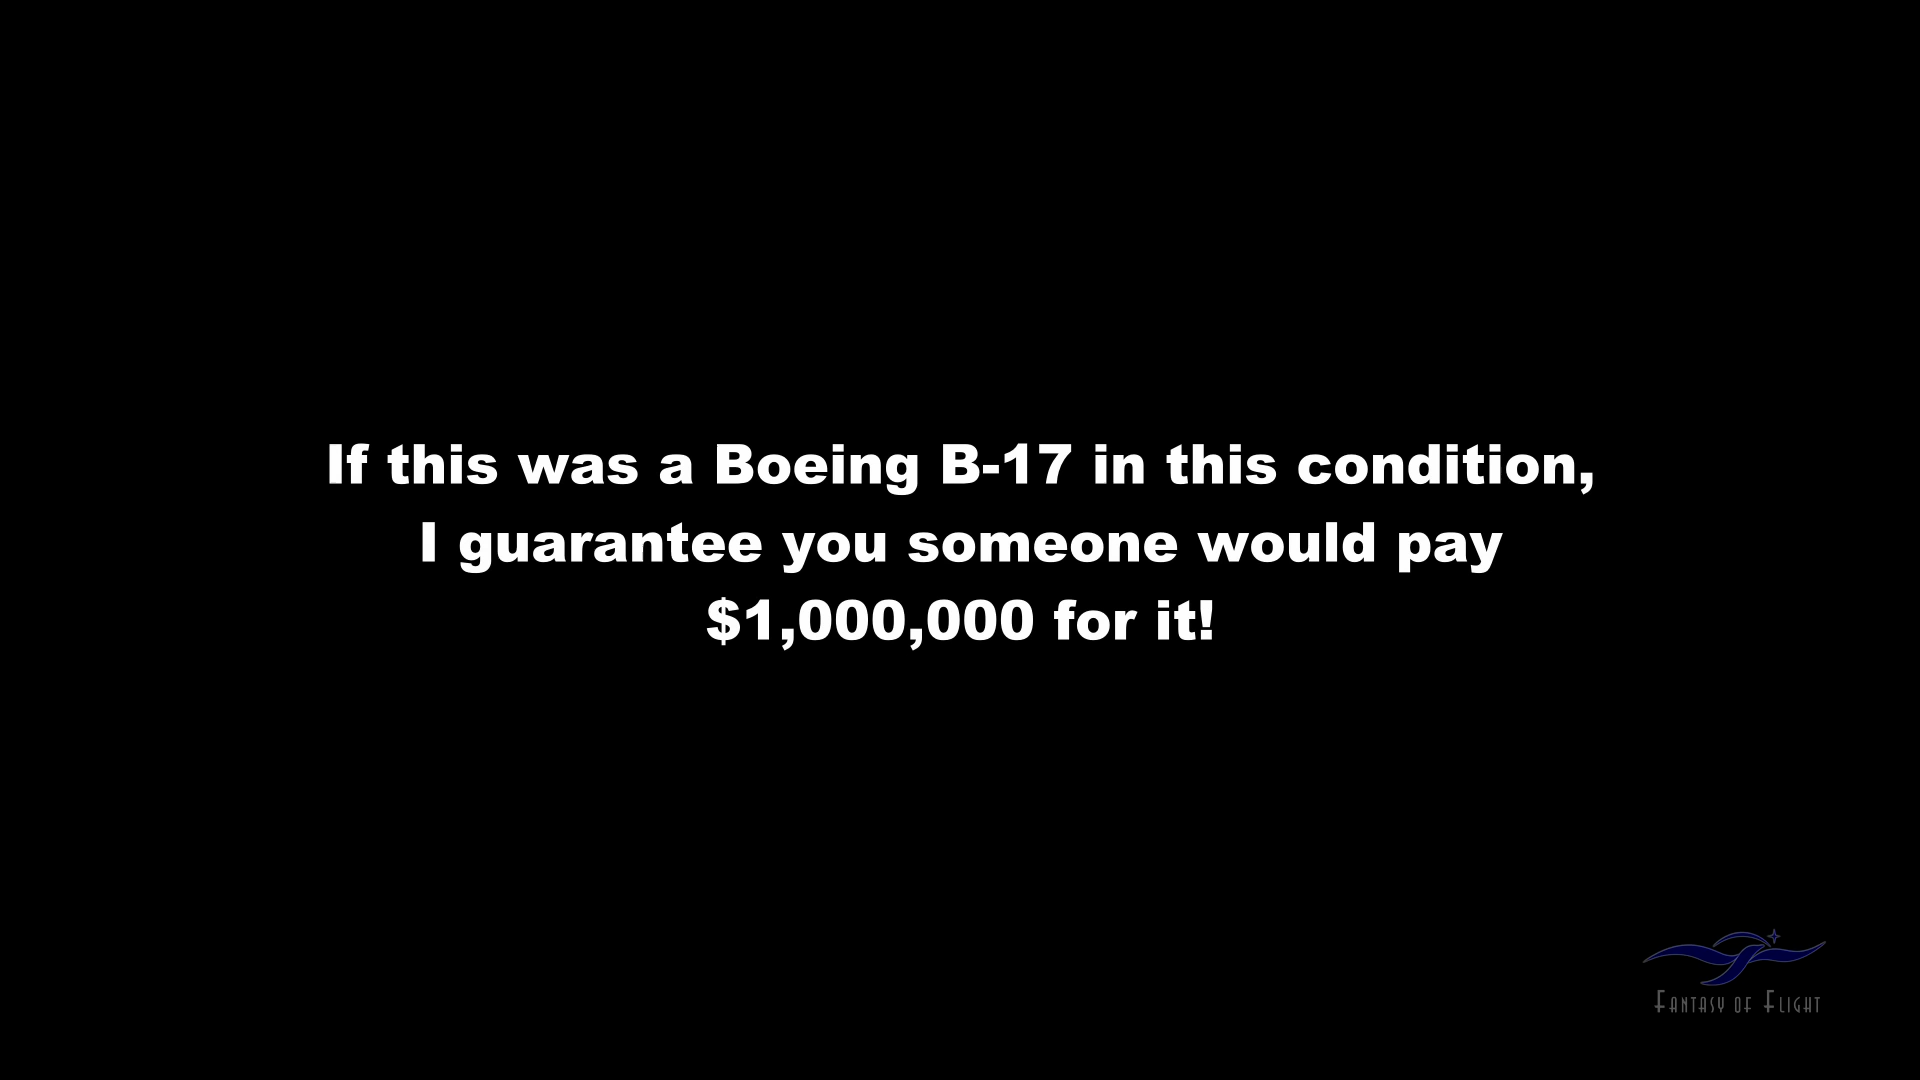 If this was a Boeing B-17 in this condition,
I guarantee you someone would pay
$1,000,000 for it!
Fantasy of Flight